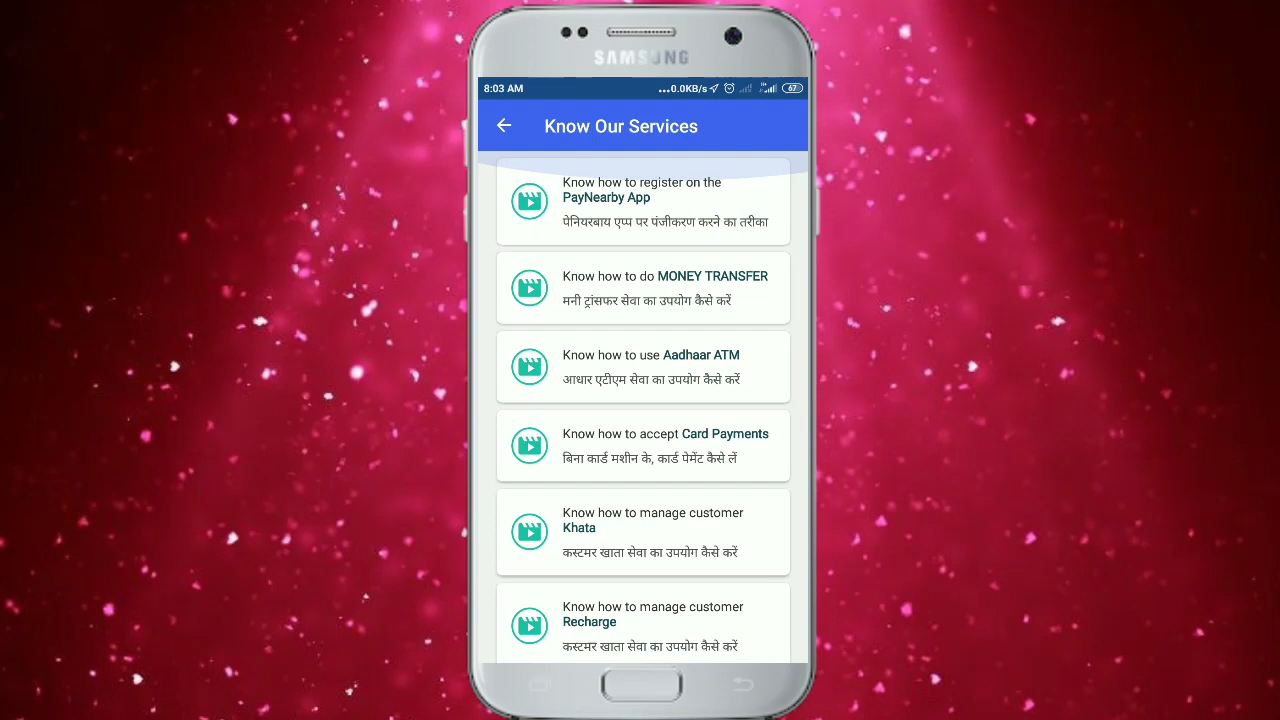 SAMSUNG
8:03 AM
...0.0KB/s
67
Know Our Services
Know how to register on the
PayNearby App
पेनियरबाय एप्प पर पंजीकरण करने का तरीका
Know how to do MONEY TRANSFER
मनी ट्रांसफर सेवा का उपयोग कैसे करें
Know how to use Aadhaar ATM
आधार एटीएम सेवा का उपयोग कैसे करें
Know how to accept Card Payments
बिना कार्ड मशीन के, कार्ड पेमेंट कैसे लें
Know how to manage customer
Khata
कस्टमर खाता सेवा का उपयोग कैसे करें
Know how to manage customer
Recharge
कस्टमर खाता सेवा का उपयोग कैसे करें